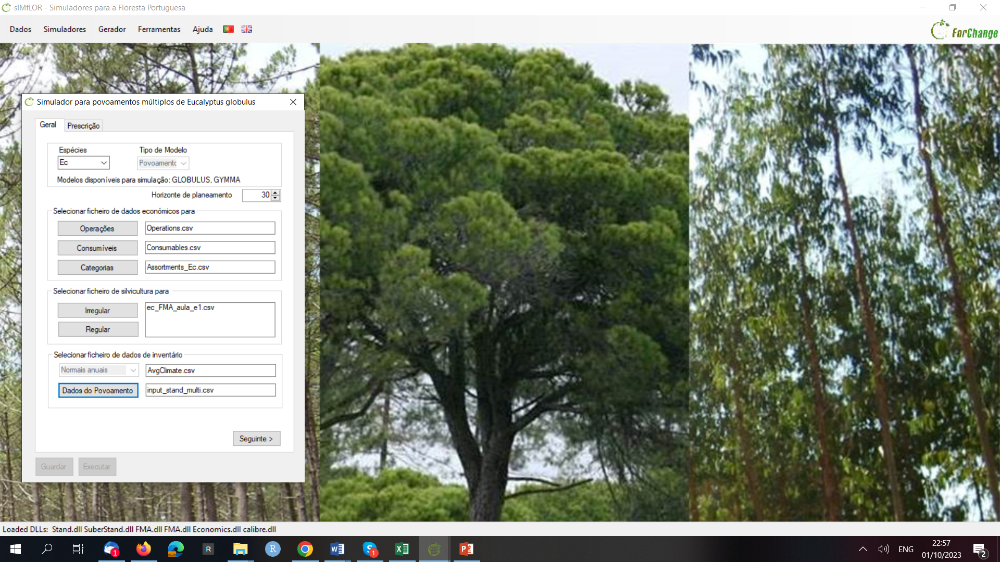 sIMfLOR - Simuladores para a Floresta Portuguesa
Dados Simuladores Gerador Ferramentas Ajuda
ForChange
Simulador para povoamentos múltiplos de Eucalyptus globulus
Geral Prescrição
Espécies Tipo de Modelo
Ec Povoamento
Modelos disponíveis para simulação: GLOBULUS, GYMMA
Horizonte de planeamento 30
Selecionar ficheiro de dados económicos para
Operações Operations.csv
Consumíveis Consumables.csv
Categorias Assortments_Ec.csv
Selecionar ficheiro de silvicultura para
Irregular ec_FMA_aula_e1.csv
Regular
Selecionar ficheiro de dados de inventário
Normais anuais AvgClimate.csv
Dados do Povoamento input_stand_multi.csv
Seguinte >
Guardar Executar
Loaded DLLs: Stand.dll SuberStand.dll FMA.dll FMA.dll Economics.dll calibre.dll
1 R R W S 1 X P ENG 22:57
01/10/2023 2